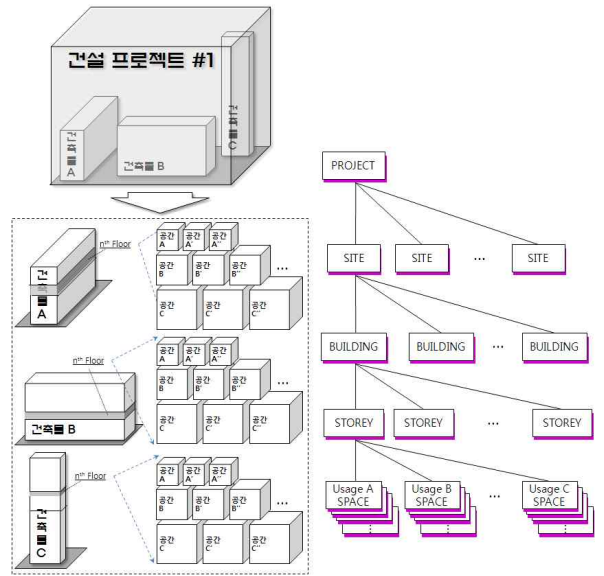 건설 프로젝트 #1
건축물 A
건축물 B
건축물 C
nth Floor
건축물 A
공간 A
공간 A'
공간 A''
공간 B
공간 B'
공간 B''
...
공간 C
공간 C'
공간 C''
nth Floor
건축물 B
공간 A
공간 A'
공간 A''
공간 B
공간 B'
공간 B''
...
공간 C
공간 C'
공간 C''
nth Floor
건축물 C
공간 A
공간 A'
공간 A''
공간 B
공간 B'
공간 B''
...
공간 C
공간 C'
공간 C''
PROJECT
SITE
SITE
...
SITE
BUILDING
BUILDING
...
BUILDING
STOREY
STOREY
...
STOREY
Usage A
SPACE
Usage B
SPACE
...
Usage C
SPACE